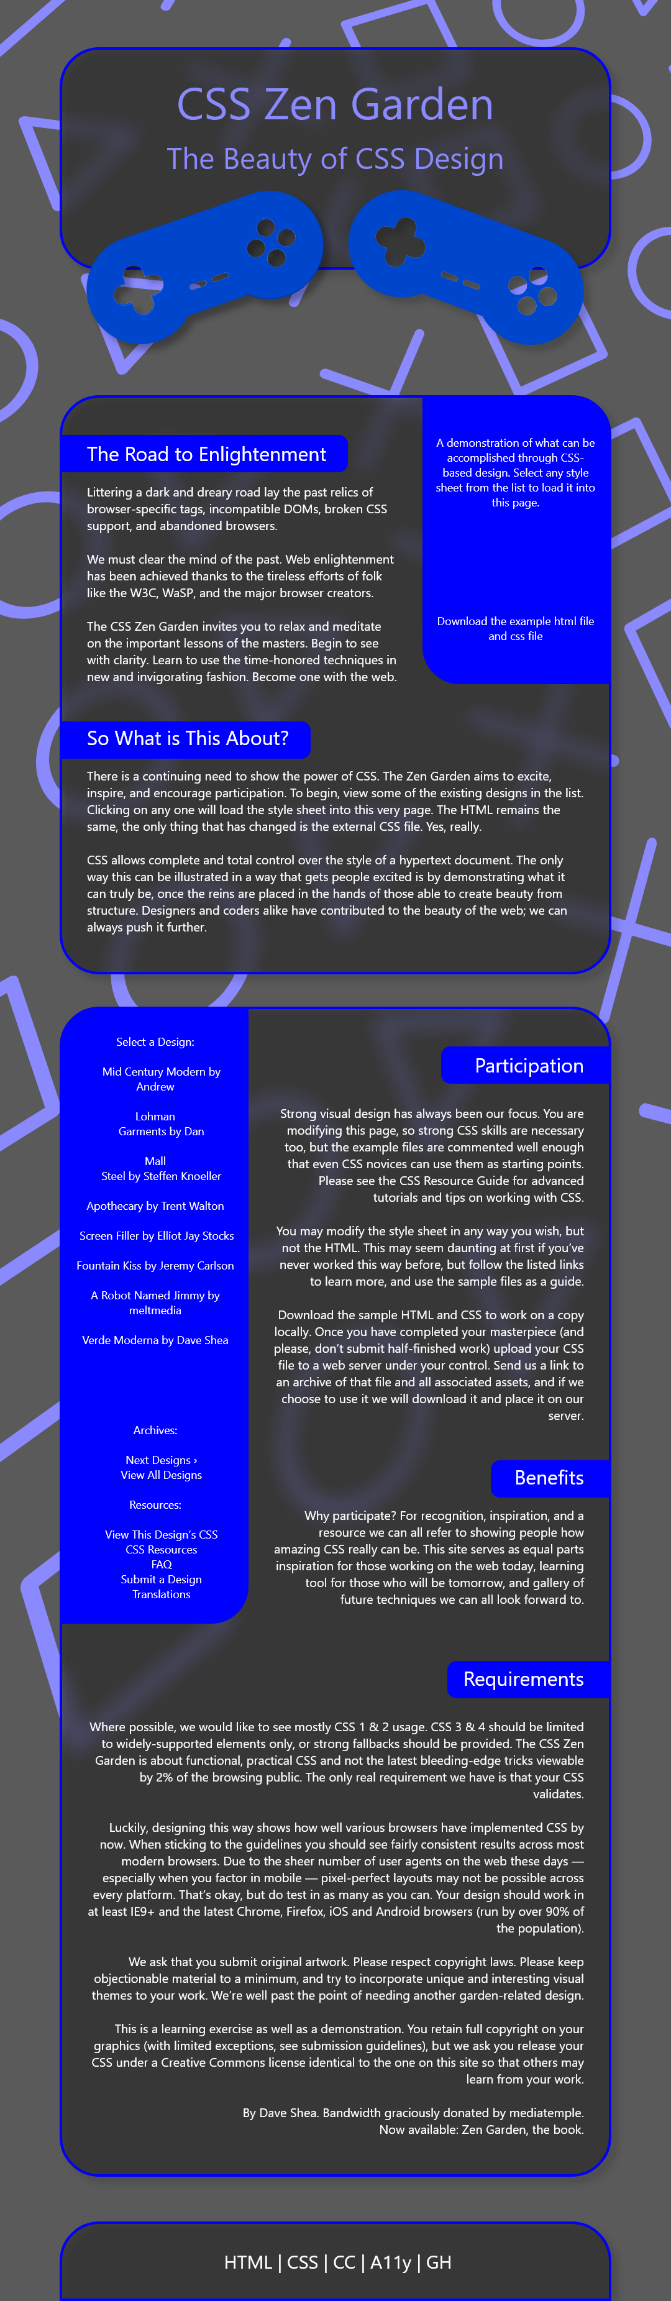 CSS Zen Garden
The Beauty of CSS Design
The Road to Enlightenment
Littering a dark and dreary road lay the past relics of
browser-specific tags, incompatible DOMs, broken CSS
support, and abandoned browsers.
We must clear the mind of the past. Web enlightenment
has been achieved thanks to the tireless efforts of folk
like the W3C, WaSP, and the major browser creators.
The CSS Zen Garden invites you to relax and meditate
on the important lessons of the masters. Begin to see
with clarity. Learn to use the time-honored techniques in
new and invigorating fashion. Become one with the web.
A demonstration of what can be
accomplished through CSS-
based design. Select any style
sheet from the list to load it into
this page.
Download the example html file
and css file
So What is This About?
There is a continuing need to show the power of CSS. The Zen Garden aims to excite,
inspire, and encourage participation. To begin, view some of the existing designs in the list.
Clicking on any one will load the style sheet into this very page. The HTML remains the
same, the only thing that has changed is the external CSS file. Yes, really.
CSS allows complete and total control over the style of a hypertext document. The only
way this can be illustrated in a way that gets people excited is by demonstrating what it
can truly be, once the reins are placed in the hands of those able to create beauty from
structure. Designers and coders alike have contributed to the beauty of the web; we can
always push it further.
Select a Design:
Mid Century Modern by
Andrew
Lohman
Garments by Dan
Mall
Steel by Steffen Knoeller
Apothecary by Trent Walton
Screen Filler by Elliot Jay Stocks
Fountain Kiss by Jeremy Carlson
A Robot Named Jimmy by
meltmedia
Verde Moderna by Dave Shea
Archives:
Next Designs ›
View All Designs
Resources:
View This Design's CSS
CSS Resources
FAQ
Submit a Design
Translations
Participation
Strong visual design has always been our focus. You are
modifying this page, so strong CSS skills are necessary
too, but the example files are commented well enough
that even CSS novices can use them as starting points.
Please see the CSS Resource Guide for advanced
tutorials and tips on working with CSS.
You may modify the style sheet in any way you wish, but
not the HTML. This may seem daunting at first if you've
never worked this way before, but follow the listed links
to learn more, and use the sample files as a guide.
Download the sample HTML and CSS to work on a copy
locally. Once you have completed your masterpiece (and
please, don't submit half-finished work) upload your CSS
file to a web server under your control. Send us a link to
an archive of that file and all associated assets, and if we
choose to use it we will download it and place it on our
server.
Benefits
Why participate? For recognition, inspiration, and a
resource we can all refer to showing people how
amazing CSS really can be. This site serves as equal parts
inspiration for those working on the web today, learning
tool for those who will be tomorrow, and gallery of
future techniques we can all look forward to.
Requirements
Where possible, we would like to see mostly CSS 1 & 2 usage. CSS 3 & 4 should be limited
to widely-supported elements only, or strong fallbacks should be provided. The CSS Zen
Garden is about functional, practical CSS and not the latest bleeding-edge tricks viewable
by 2% of the browsing public. The only real requirement we have is that your CSS
validates.
Luckily, designing this way shows how well various browsers have implemented CSS by
now. When sticking to the guidelines you should see fairly consistent results across most
modern browsers. Due to the sheer number of user agents on the web these days —
especially when you factor in mobile — pixel-perfect layouts may not be possible across
every platform. That's okay, but do test in as many as you can. Your design should work in
at least IE9+ and the latest Chrome, Firefox, iOS and Android browsers (run by over 90% of
the population).
We ask that you submit original artwork. Please respect copyright laws. Please keep
objectionable material to a minimum, and try to incorporate unique and interesting visual
themes to your work. We're well past the point of needing another garden-related design.
This is a learning exercise as well as a demonstration. You retain full copyright on your
graphics (with limited exceptions, see submission guidelines), but we ask you release your
CSS under a Creative Commons license identical to the one on this site so that others may
learn from your work.
By Dave Shea. Bandwidth graciously donated by mediatemple.
Now available: Zen Garden, the book.
HTML | CSS | CC | A11y | GH